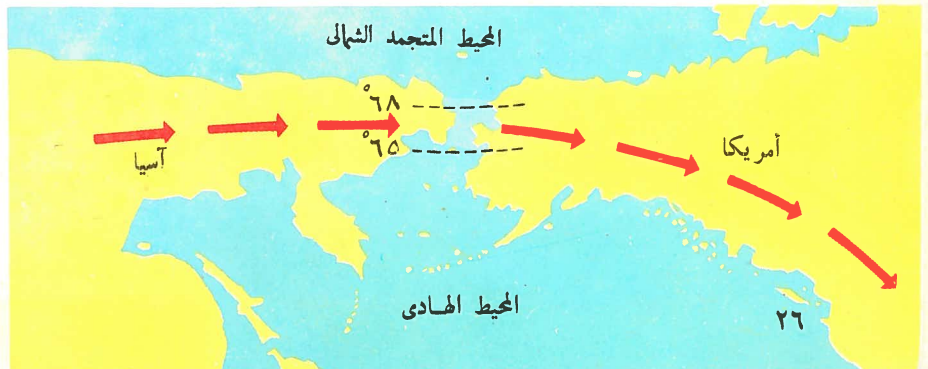 المحيط المتجمد الشمالى
٦٨°
٦٥°
آسيا
أمريكا
المحيط الهادى
٢٦